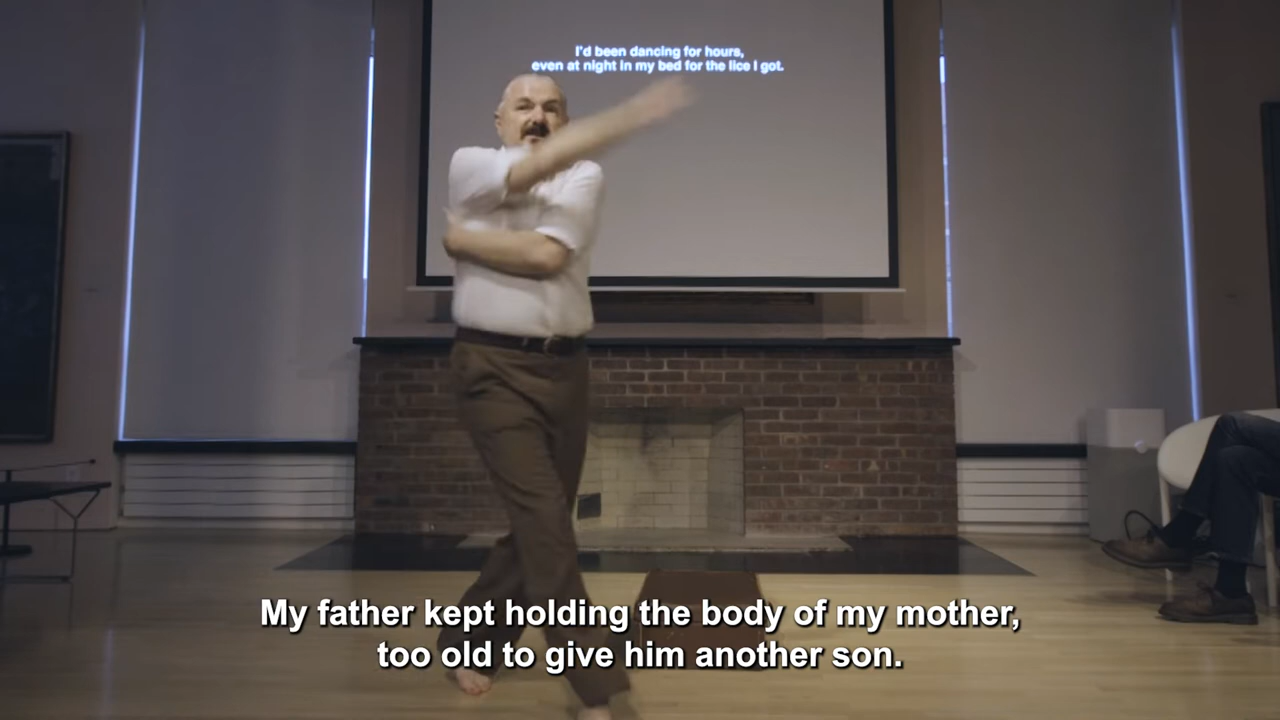 I'd been dancing for hours,
even at night in my bed for the lice I got.
My father kept holding the body of my mother,
too old to give him another son.